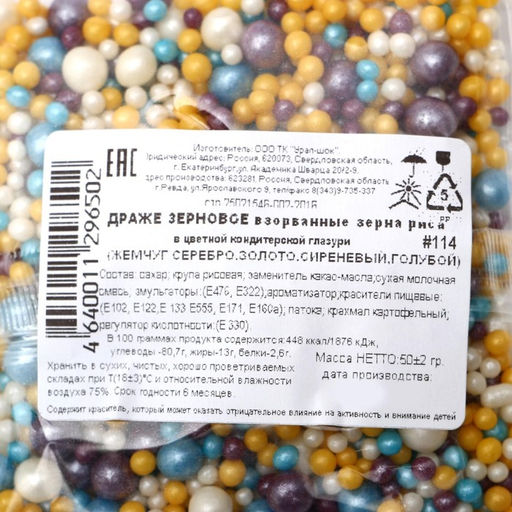 EAC
Изготовитель: ООО ТК "Урал-шок".
Юридический адрес: Россия, 620073, Свердловская область,
г. Екатеринбург, ул. Академика Шварца 20/2-9.
адрес производства: 623281, Россия, Свердловская область,
г.Ревда, ул.Ярославского 9, тел/факс 8(343)9-735-337
5
PP
ДРАЖЕ ЗЕРНОВОЕ взорванные зерна риса
в цветной кондитерской глазури #114
(ЖЕМЧУГ СЕРЕБРО.ЗОЛОТО.СИРЕНЕВЫЙ.ГОЛУБОЙ)
Состав: сахар; крупа рисовая; заменитель какао-масла,сухая молочная
смесь, эмульгаторы:(Е476, Е322),ароматизатор,красители пищевые:
(Е102, Е122,Е 133 Е555, Е171, Е160а); патока; крахмал картофельный;
регулятор кислотности:(Е 330).
В 100 граммах продукта содержится:448 ккал/1876 кДж,
углеводы -80,7г, жиры-13г, белки-2,6г.
Масса НЕТТО:50±2 гр.
дата производства:
Хранить в сухих, чистых, хорошо проветриваемых
складах при Т(18±3)°С и относительной влажности
воздуха 75% Срок годности 6 месяцев.
Содержит краситель, который может оказать отрицательное влияние на активность и внимание детей
4 640011 296502